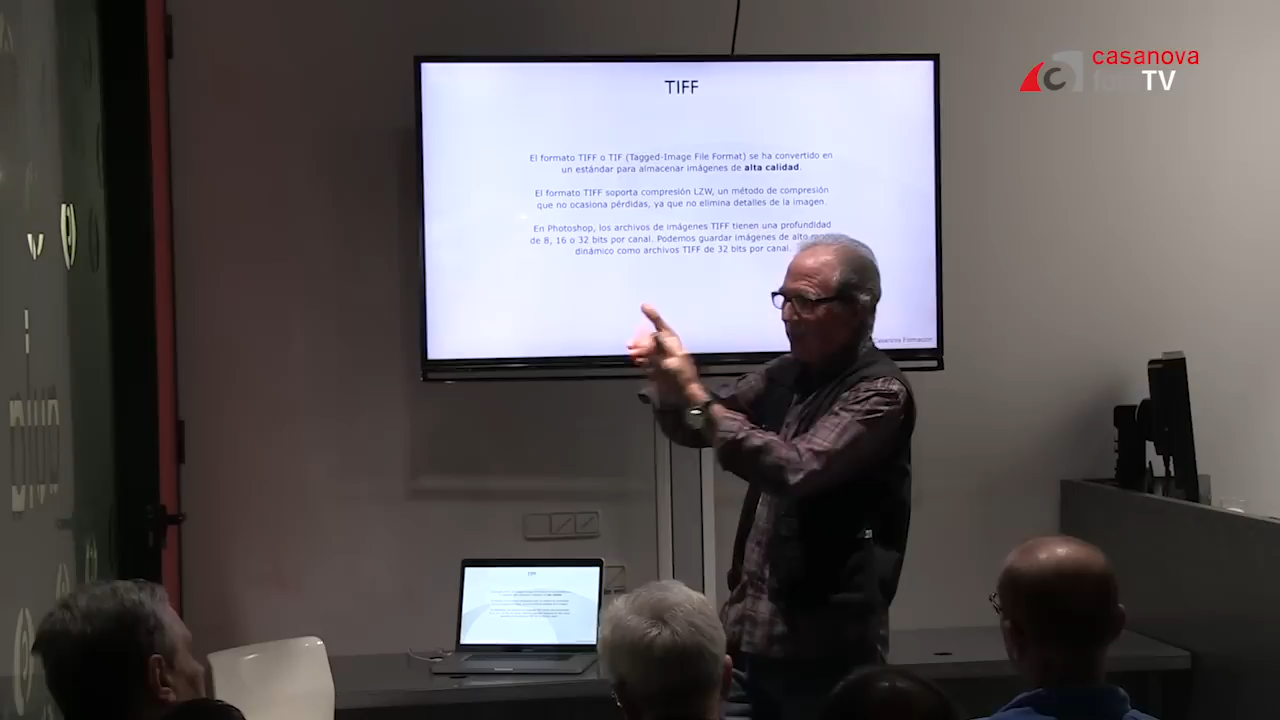 casanova
foto TV
TIFF
El formato TIFF o TIF (Tagged-Image File Format) se ha convertido en
un estándar para almacenar imágenes de alta calidad.
El formato TIFF soporta compresión LZW, un método de compresión
que no ocasiona pérdidas, ya que no elimina detalles de la imagen.
En Photoshop, los archivos de imágenes TIFF tienen una profundidad
de 8, 16 o 32 bits por canal. Podemos guardar imágenes de alto rango
dinámico como archivos TIFF de 32 bits por canal.
Casanova Formación
TIFF